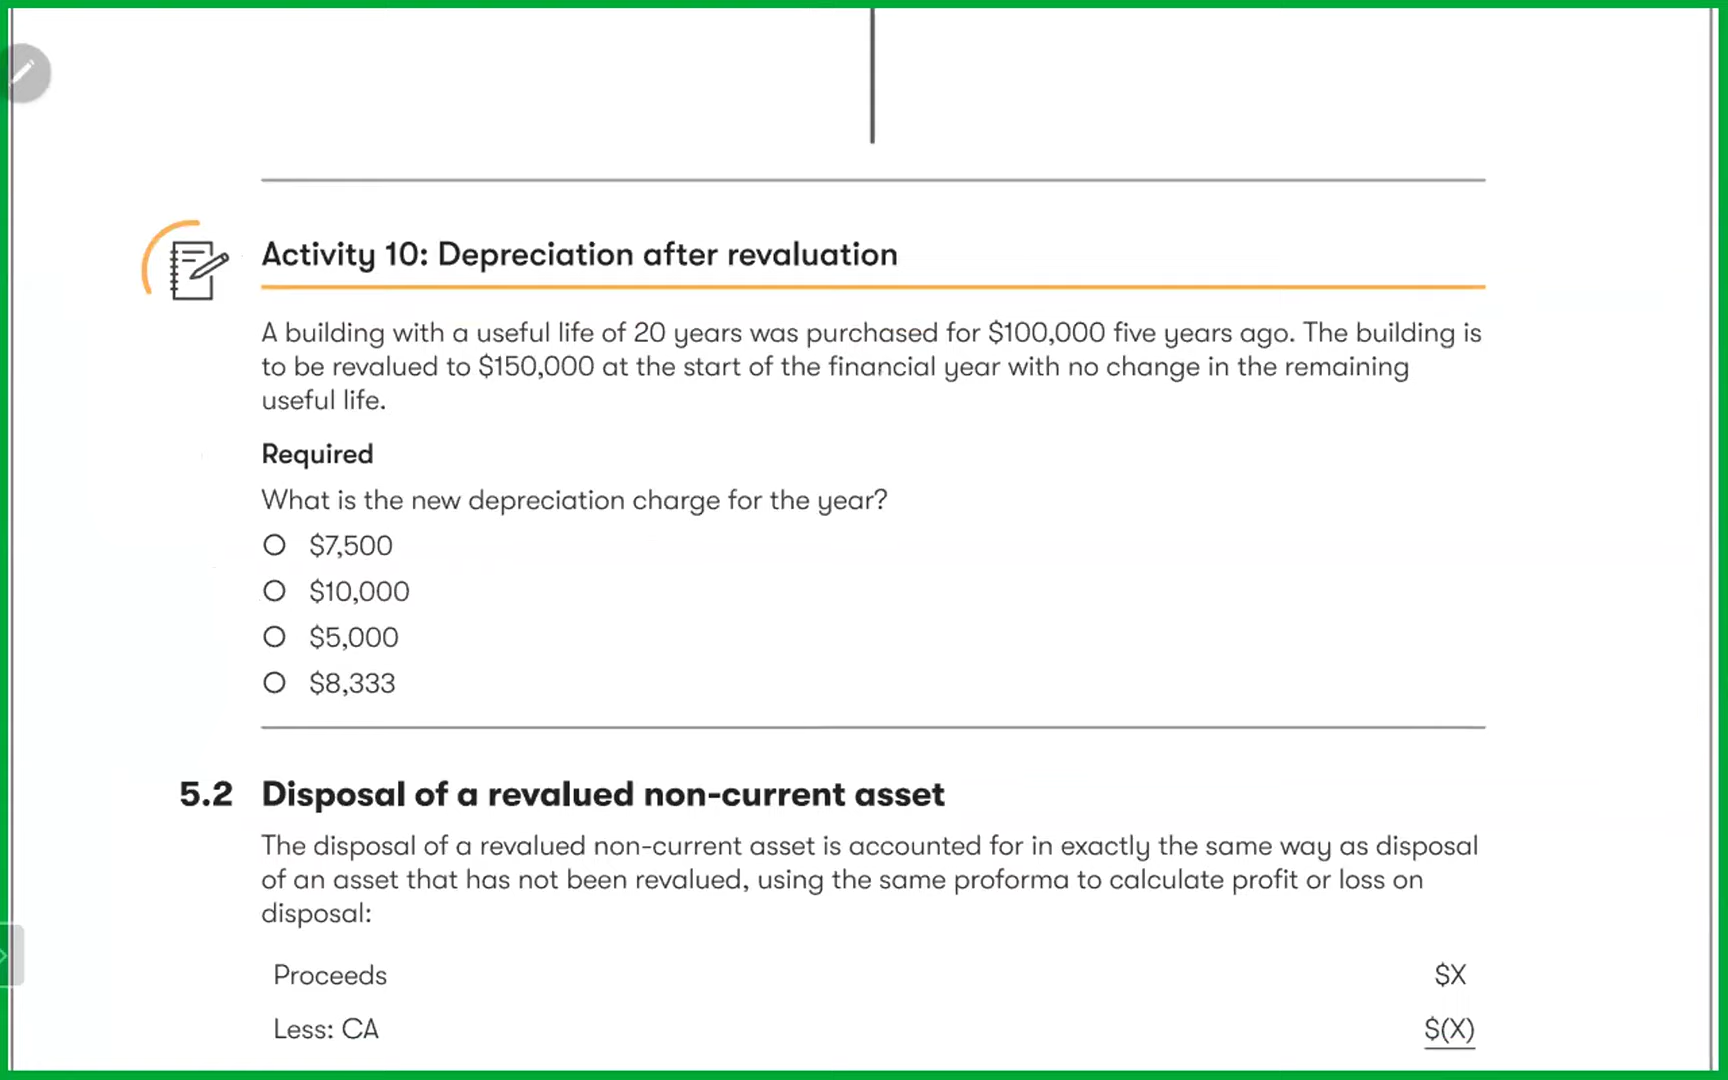 Activity 10: Depreciation after revaluation
A building with a useful life of 20 years was purchased for $100,000 five years ago. The building is
to be revalued to $150,000 at the start of the financial year with no change in the remaining
useful life.
Required
What is the new depreciation charge for the year?
$7,500
$10,000
$5,000
$8,333
5.2 Disposal of a revalued non-current asset
The disposal of a revalued non-current asset is accounted for in exactly the same way as disposal
of an asset that has not been revalued, using the same proforma to calculate profit or loss on
disposal:
Proceeds $X
Less: CA $(X)